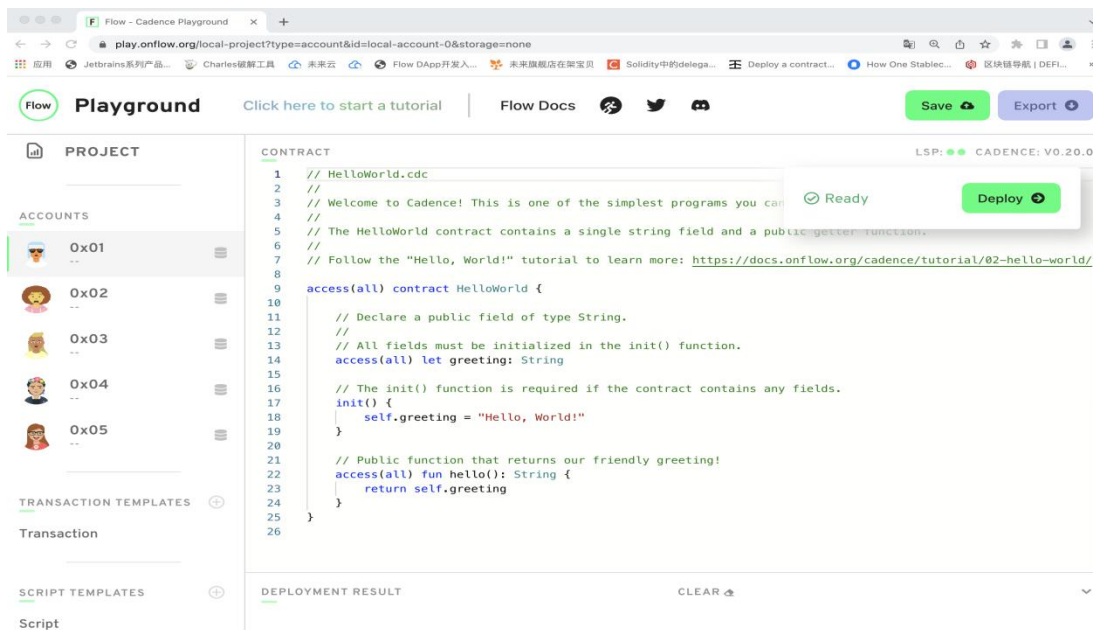 Flow - Cadence Playground
play.onflow.org/local-project?type=account&id=local-account-0&storage=none
应用 Jetbrains系列产品... Charles破解工具 未来云 Flow DApp开发入... 未来旗舰店在架宝贝 Solidity中的delega... Deploy a contract... How One Stablec... 区块链导航 | DEFI...
Flow Playground Click here to start a tutorial Flow Docs Save Export
PROJECT
ACCOUNTS
0x01
--
0x02
--
0x03
--
0x04
--
0x05
--
TRANSACTION TEMPLATES
Transaction
SCRIPT TEMPLATES
Script
CONTRACT LSP: CADENCE: V0.20.0
Ready Deploy
1 // HelloWorld.cdc
2 //
3 // Welcome to Cadence! This is one of the simplest programs you can
4 //
5 // The HelloWorld contract contains a single string field and a public getter function.
6 //
7 // Follow the "Hello, World!" tutorial to learn more: https://docs.onflow.org/cadence/tutorial/02-hello-world/
8
9 access(all) contract HelloWorld {
10
11 // Declare a public field of type String.
12 //
13 // All fields must be initialized in the init() function.
14 access(all) let greeting: String
15
16 // The init() function is required if the contract contains any fields.
17 init() {
18 self.greeting = "Hello, World!"
19 }
20
21 // Public function that returns our friendly greeting!
22 access(all) fun hello(): String {
23 return self.greeting
24 }
25 }
26
DEPLOYMENT RESULT CLEAR